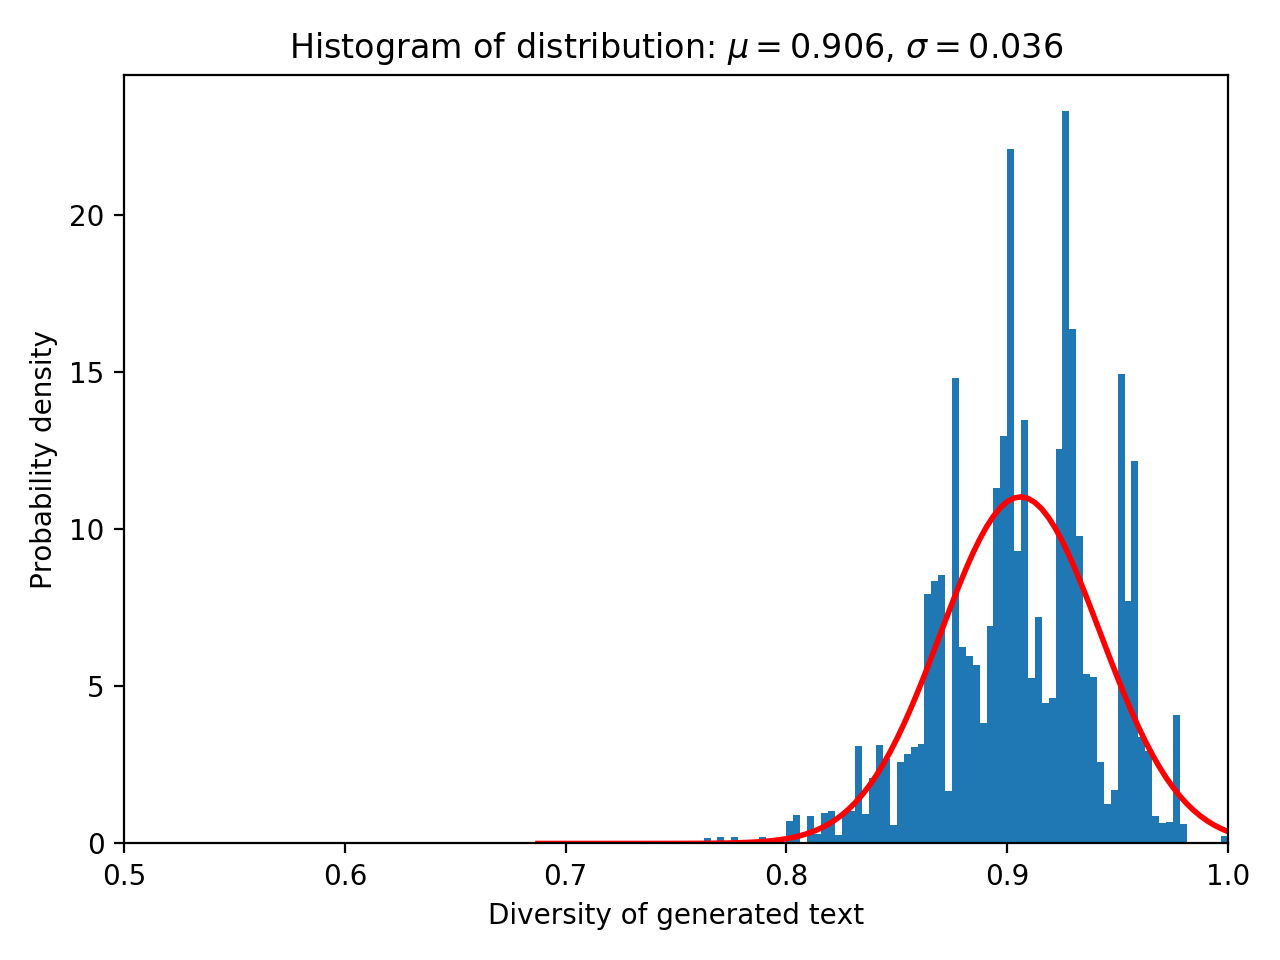 Histogram of distribution: μ = 0.906, σ = 0.036
Probability density
20
15
10
5
0
0.5 0.6 0.7 0.8 0.9 1.0
Diversity of generated text